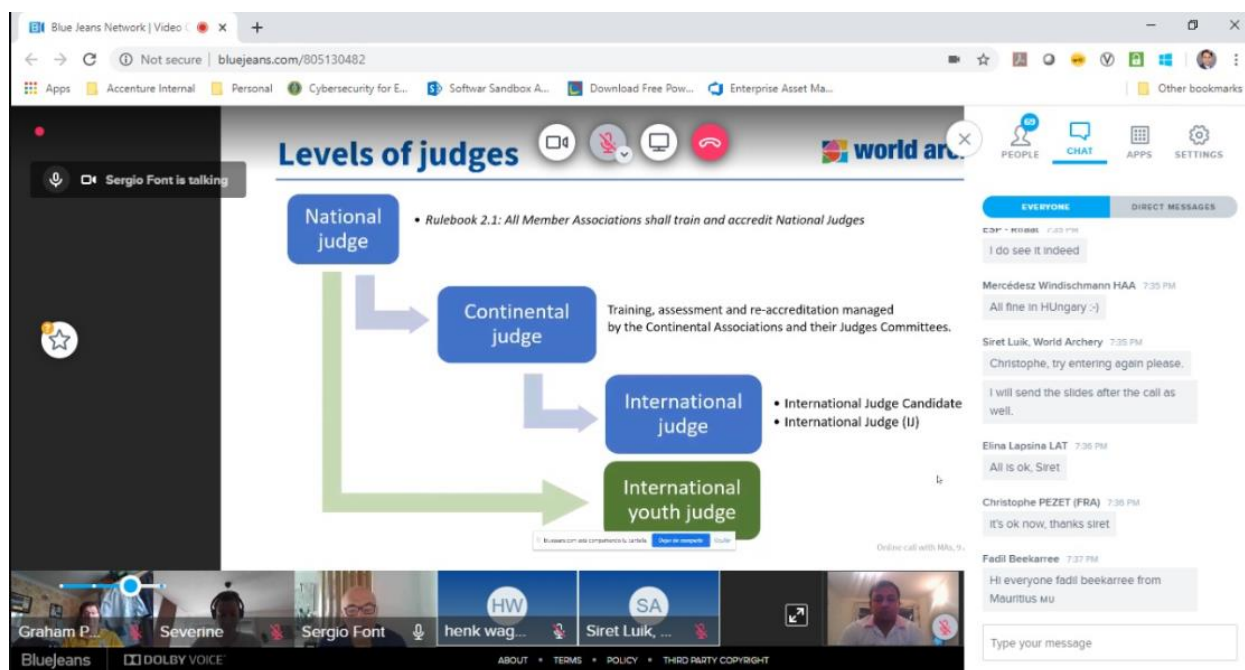 Blue Jeans Network | Video C
Not secure | bluejeans.com/805130482
Apps
Accenture Internal
Personal
Cybersecurity for E...
Softwar Sandbox A...
Download Free Pow...
Enterprise Asset Ma...
Other bookmarks
Sergio Font is talking
Levels of judges
world arc
National
judge
• Rulebook 2.1: All Member Associations shall train and accredit National Judges
Continental
judge
Training, assessment and re-accreditation managed
by the Continental Associations and their Judges Committees.
International
judge
• International Judge Candidate
• International Judge (IJ)
International
youth judge
Online call with MAs, 9
69
PEOPLE
CHAT
APPS
SETTINGS
EVERYONE
DIRECT MESSAGES
7:35 PM
I do see it indeed
Mercédesz Windischmann HAA 7:35 PM
All fine in HUngary :-)
Siret Luik, World Archery 7:35 PM
Christophe, try entering again please.
I will send the slides after the call as
well.
Elina Lapsina LAT 7:36 PM
All is ok, Siret
Christophe PEZET (FRA) 7:36 PM
it's ok now, thanks siret
Fadil Beekarree 7:37 PM
Hi everyone fadil beekarree from
Mauritius MU
Type your message
Graham P...
Severine
Sergio Font
HW
henk wag...
SA
Siret Luik, ...
BlueJeans
DOLBY VOICE
ABOUT • TERMS • POLICY • THIRD PARTY COPYRIGHT